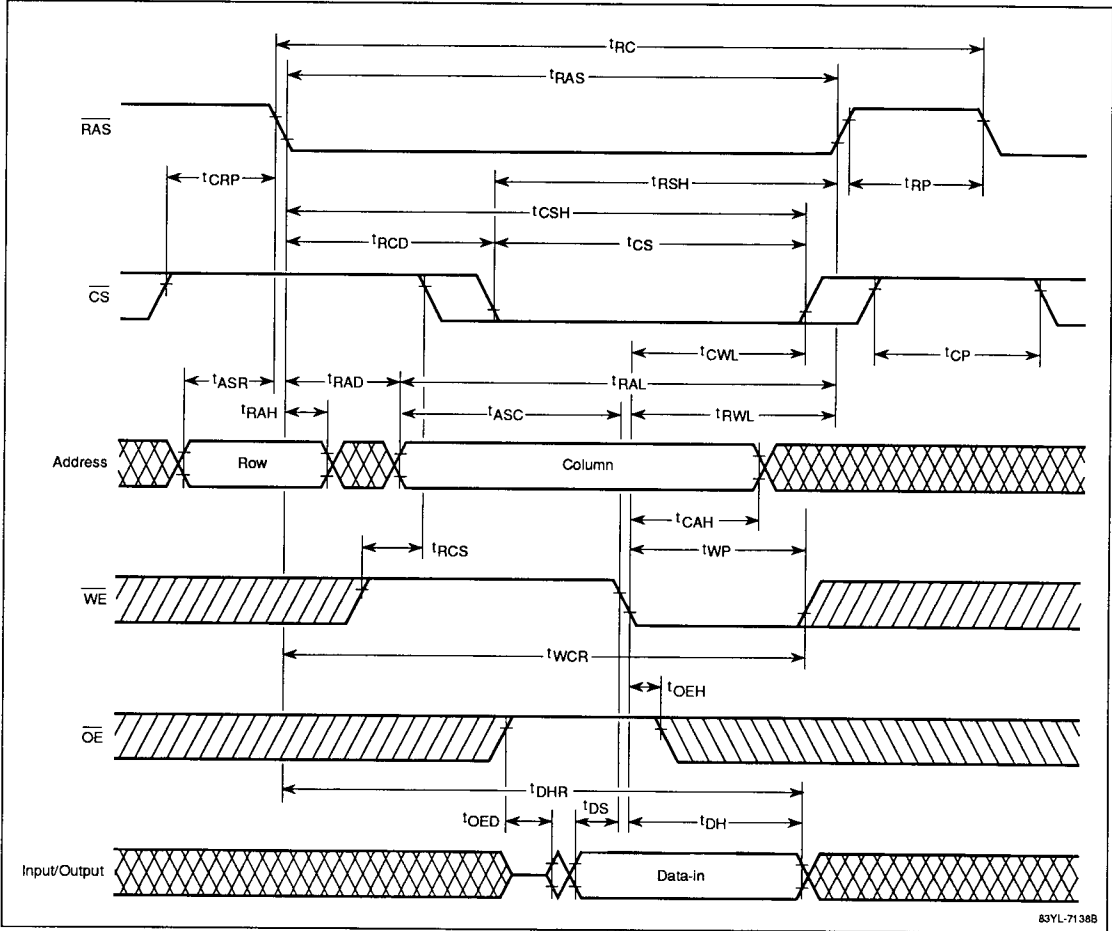 tRC
tRAS
RAS
tCRP
tRSH
tRP
tCSH
tRCD
tCS
CS
tCWL
tCP
tASR
tRAD
tRAL
tRAH
tASC
tRWL
Address
Row
Column
tCAH
tRCS
tWP
WE
tWCR
tOEH
OE
tDHR
tOED
tDS
tDH
Input/Output
Data-in
83YL-7138B